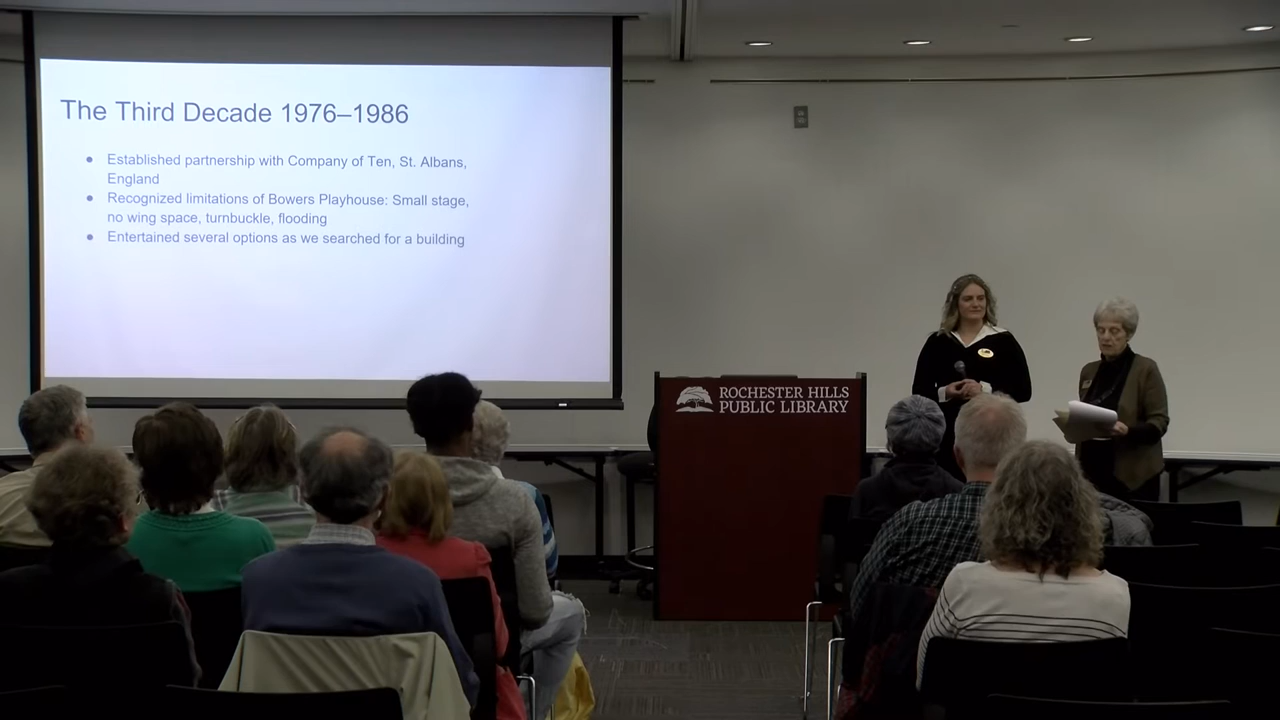 The Third Decade 1976–1986
● Established partnership with Company of Ten, St. Albans,
England
● Recognized limitations of Bowers Playhouse: Small stage,
no wing space, turnbuckle, flooding
● Entertained several options as we searched for a building
ROCHESTER HILLS
PUBLIC LIBRARY